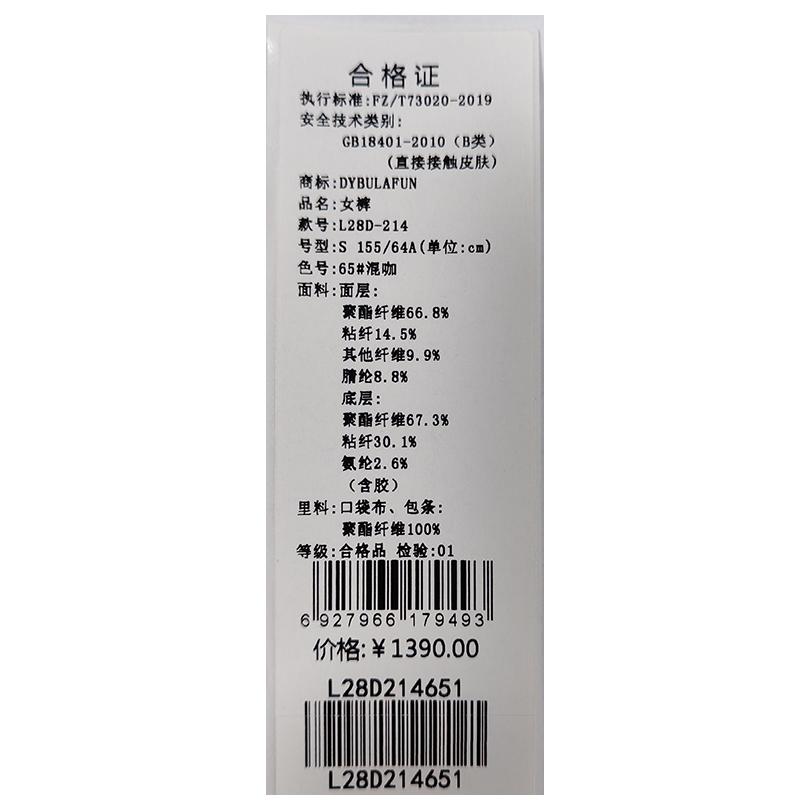 合格证
执行标准:FZ/T73020-2019
安全技术类别:
GB18401-2010（B类）
（直接接触皮肤）
商标:DYBULAFUN
品名:女裤
款号:L28D-214
号型:S 155/64A(单位:cm)
色号:65#混咖
面料:面层:
聚酯纤维66.8%
粘纤14.5%
其他纤维9.9%
腈纶8.8%
底层:
聚酯纤维67.3%
粘纤30.1%
氨纶2.6%
（含胶）
里料:口袋布、包条:
聚酯纤维100%
等级:合格品 检验:01
6 927966 179493
价格:¥1390.00
L28D214651
L28D214651